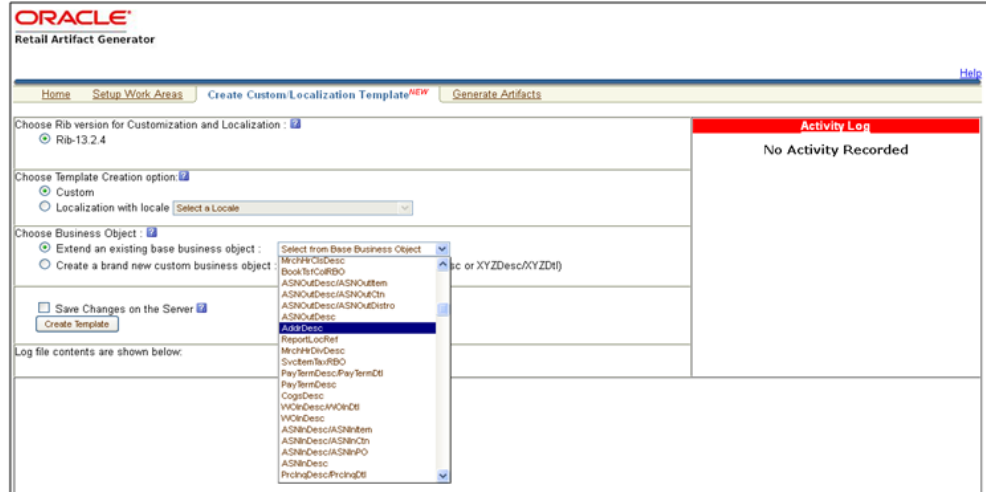 ORACLE
Retail Artifact Generator
Help
Home Setup Work Areas Create Custom/Localization Template NEW Generate Artifacts
Choose Rib version for Customization and Localization : ?
Rib-13.2.4
Choose Template Creation option: ?
Custom
Localization with locale Select a Locale
Choose Business Object : ?
Extend an existing base business object : Select from Base Business Object
Create a brand new custom business object : sc or XYZDesc/XYZDtl)
MrchHrClsDesc
BookTsfColRBO
ASNOutDesc/ASNOutItem
ASNOutDesc/ASNOutCtn
ASNOutDesc/ASNOutDistro
ASNOutDesc
AddrDesc
ReportLocRef
MrchHrDivDesc
SvcItemTaxRBO
PayTermDesc/PayTermDtl
PayTermDesc
CogsDesc
WOInDesc/WOInDtl
WOInDesc
ASNInDesc/ASNInItem
ASNInDesc/ASNInCtn
ASNInDesc/ASNInPO
ASNInDesc
PrcInqDesc/PrcInqDtl
Save Changes on the Server ?
Create Template
Log file contents are shown below:
Activity Log
No Activity Recorded